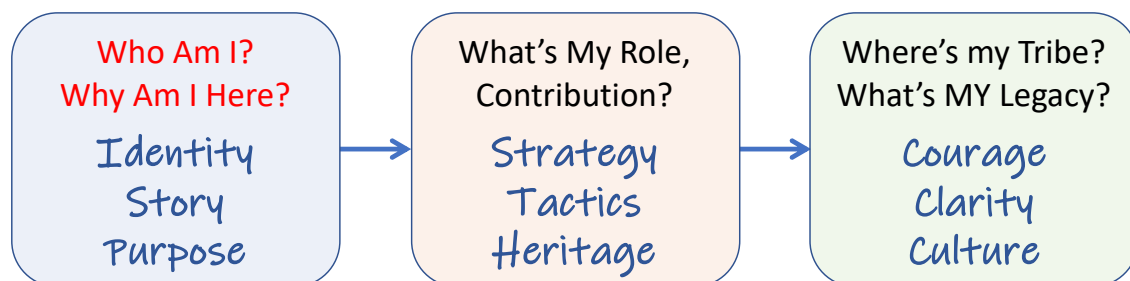 Who Am I?
Why Am I Here?
Identity
Story
Purpose
What’s My Role,
Contribution?
Strategy
Tactics
Heritage
Where’s my Tribe?
What’s MY Legacy?
Courage
Clarity
Culture